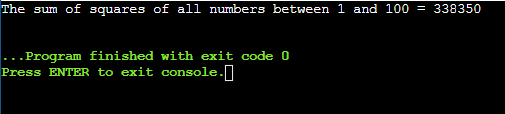 The sum of squares of all numbers between 1 and 100 = 338350
...Program finished with exit code 0
Press ENTER to exit console.